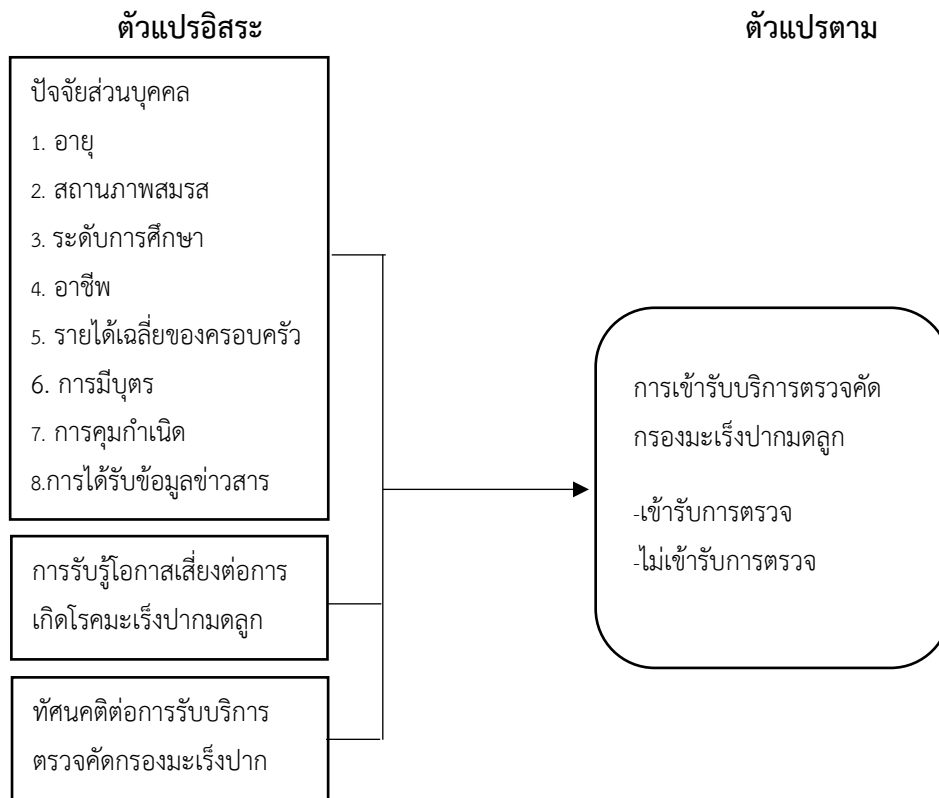 ตัวแปรอิสระ
ตัวแปรตาม
ปัจจัยส่วนบุคคล
1. อายุ
2. สถานภาพสมรส
3. ระดับการศึกษา
4. อาชีพ
5. รายได้เฉลี่ยของครอบครัว
6. การมีบุตร
7. การคุมกำเนิด
8.การได้รับข้อมูลข่าวสาร
การรับรู้โอกาสเสี่ยงต่อการ
เกิดโรคมะเร็งปากมดลูก
ทัศนคติต่อการรับบริการ
ตรวจคัดกรองมะเร็งปาก
การเข้ารับบริการตรวจคัด
กรองมะเร็งปากมดลูก
-เข้ารับการตรวจ
-ไม่เข้ารับการตรวจ